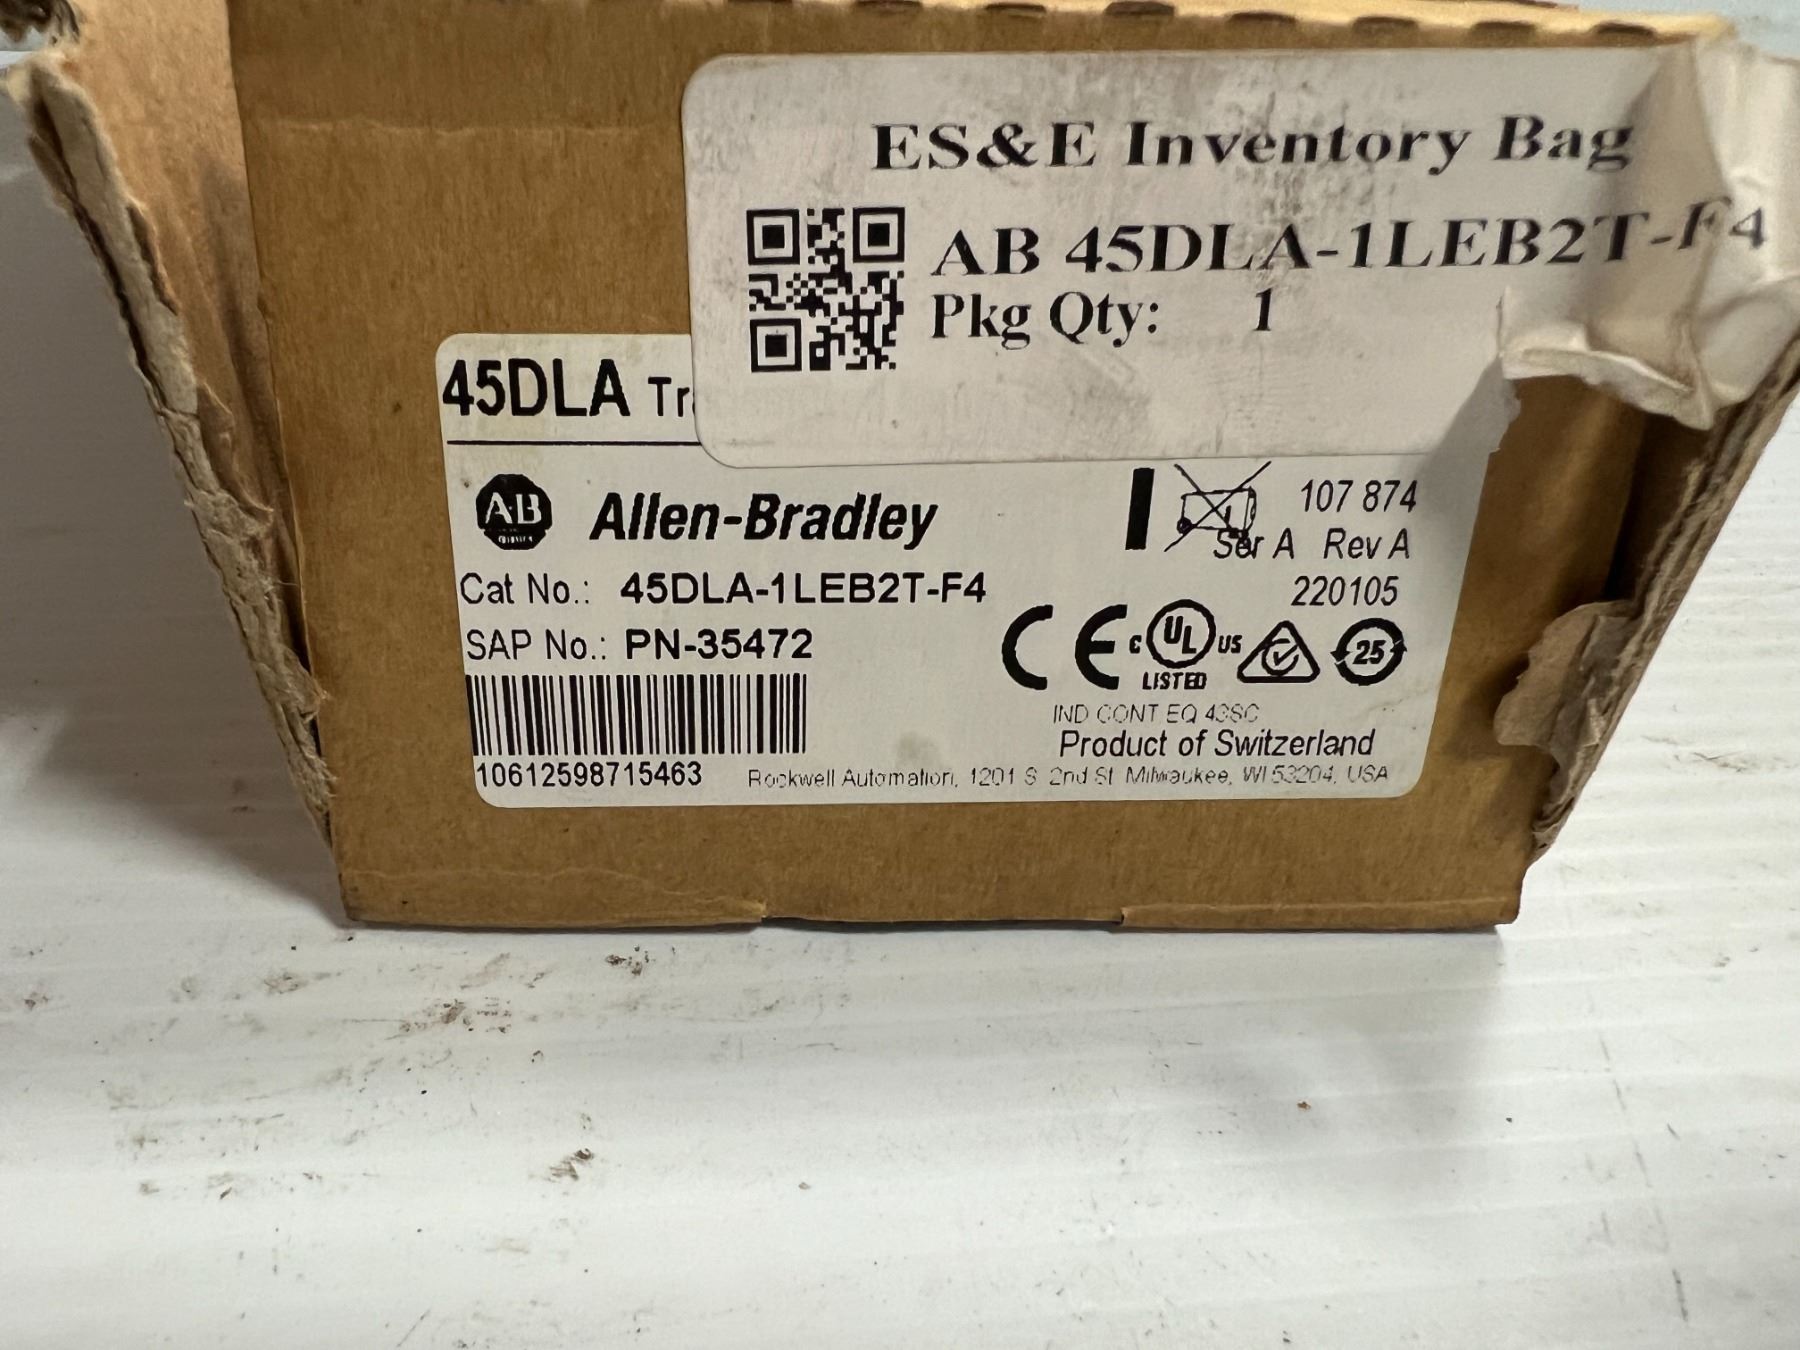 ES&E Inventory Bag
AB 45DLA-1LEB2T-F4
Pkg Qty: 1
45DLA
AB
Allen-Bradley
107 874
Ser A Rev A
220105
Cat No.: 45DLA-1LEB2T-F4
SAP No.: PN-35472
CE C UL US LISTED 25
10612598715463
IND CONT EQ 43SC
Product of Switzerland
Rockwell Automation, 1201 S 2nd St Milwaukee, WI 53204, USA